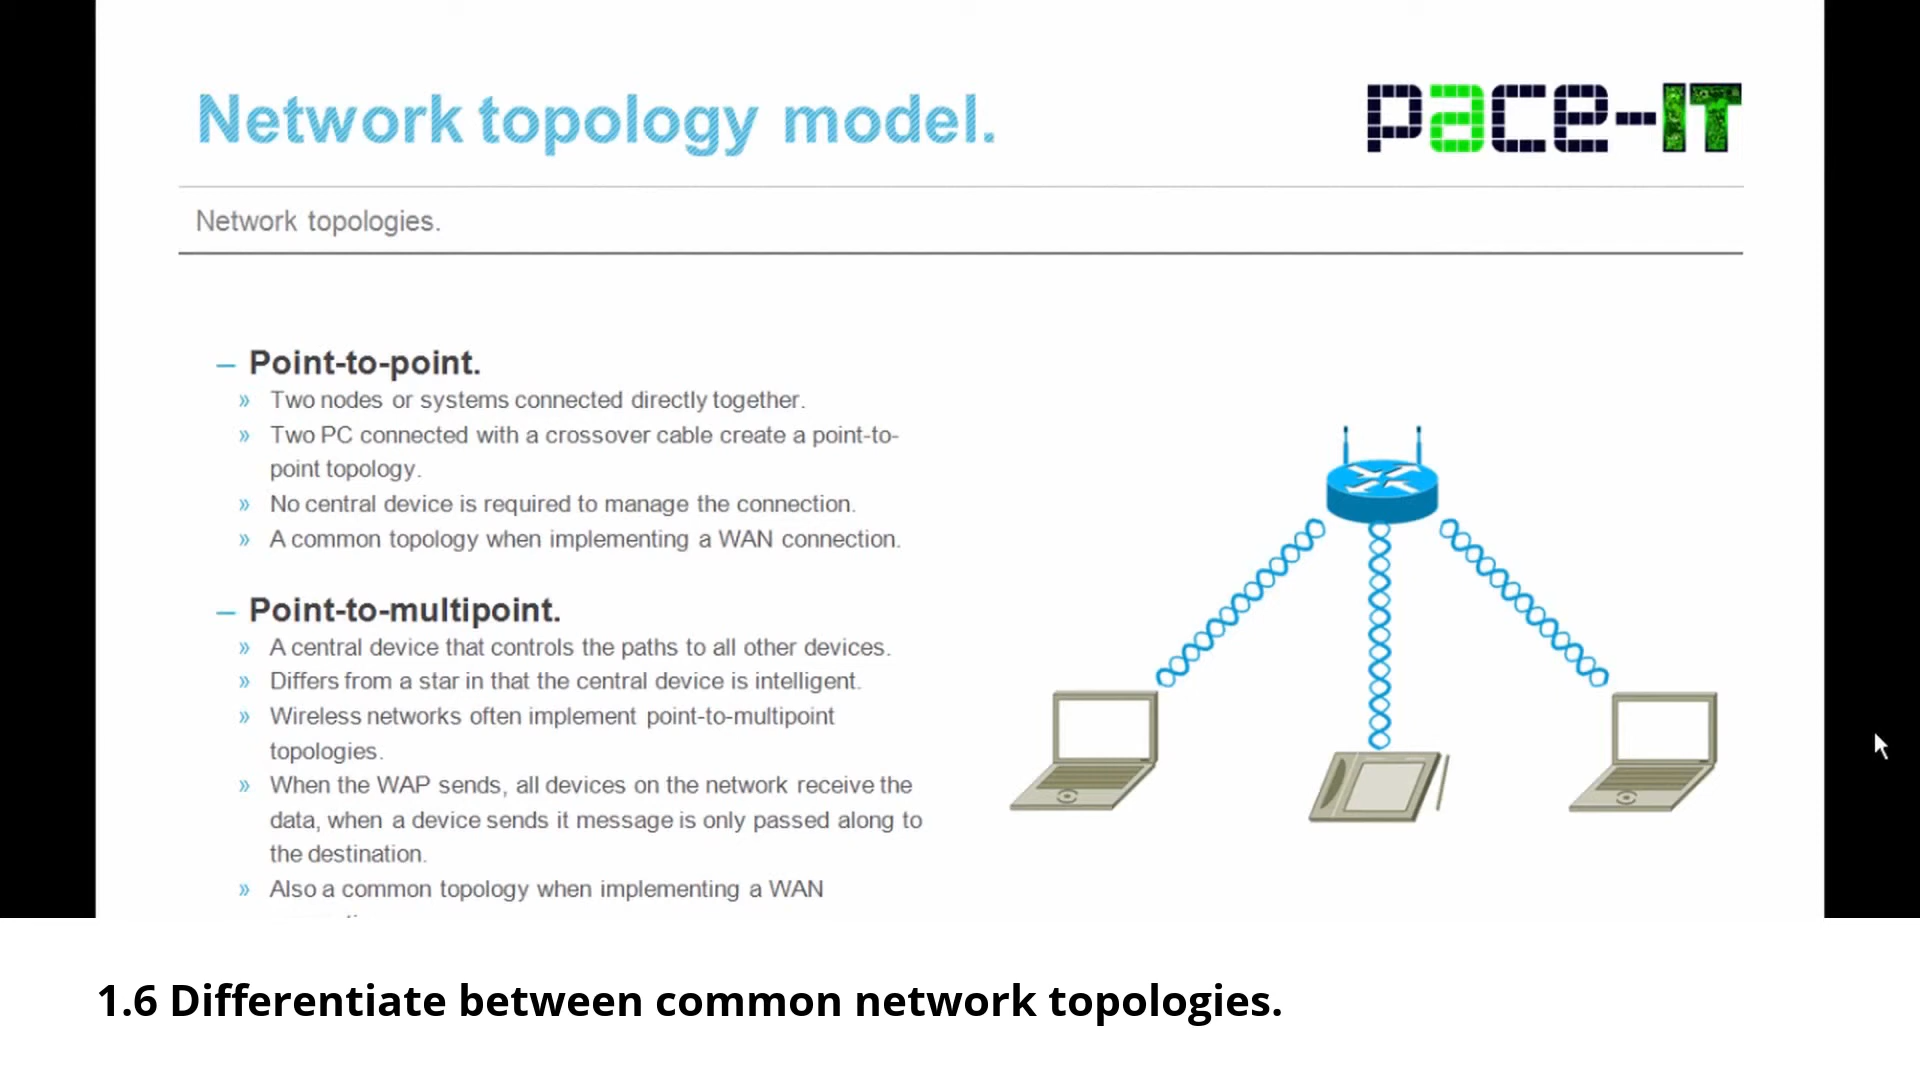 Network topology model.
pace-IT
Network topologies.
– Point-to-point.
» Two nodes or systems connected directly together.
» Two PC connected with a crossover cable create a point-to-
point topology.
» No central device is required to manage the connection.
» A common topology when implementing a WAN connection.
– Point-to-multipoint.
» A central device that controls the paths to all other devices.
» Differs from a star in that the central device is intelligent.
» Wireless networks often implement point-to-multipoint
topologies.
» When the WAP sends, all devices on the network receive the
data, when a device sends it message is only passed along to
the destination.
» Also a common topology when implementing a WAN
1.6 Differentiate between common network topologies.